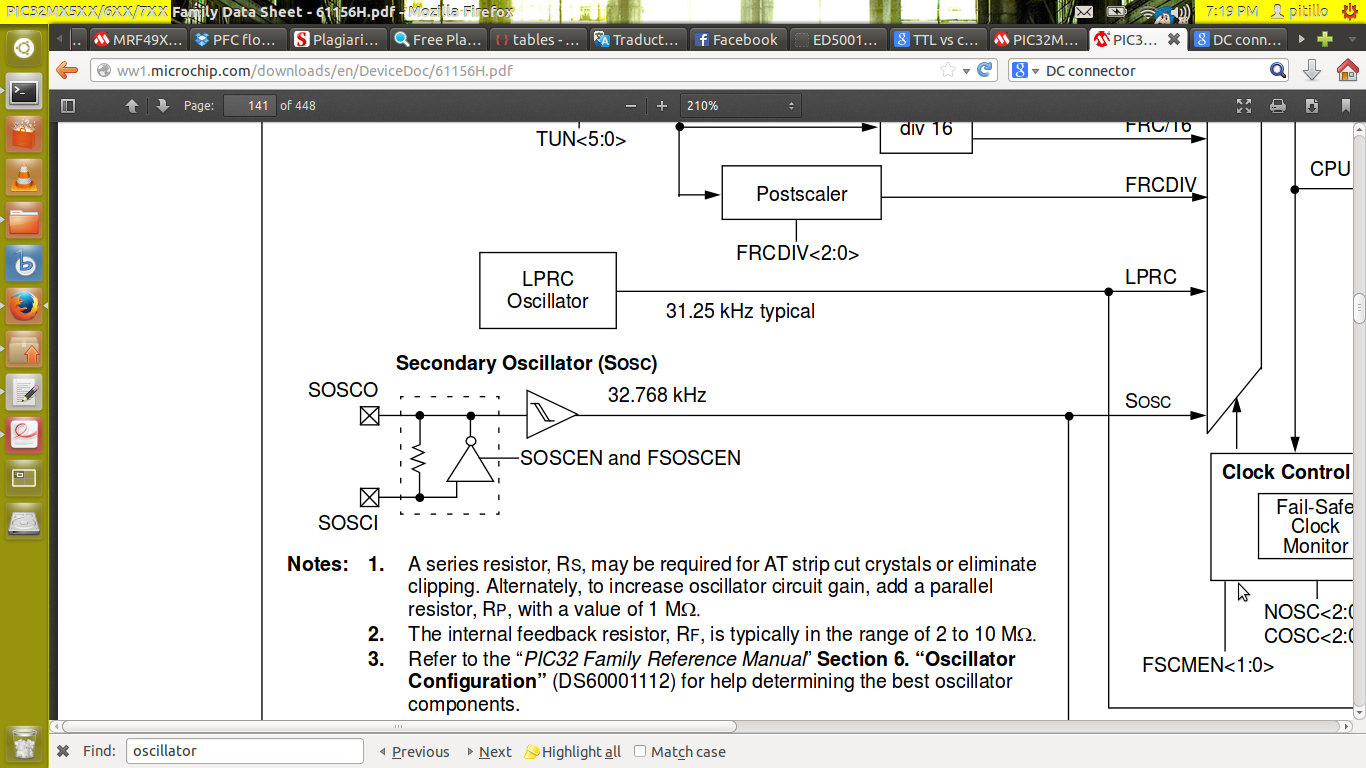 PIC32MX5XX/6XX/7XX Family Data Sheet - 61156H.pdf - Mozilla Firefox
7:19 PM pitillo
MRF49X... PFC flo... Plagiari... Free Pla... tables - ... Traduct... Facebook ED5001... TTL vs c... PIC32M... PIC3... DC conn...
ww1.microchip.com/downloads/en/DeviceDoc/61156H.pdf
DC connector
Page: 141 of 448
210%
TUN<5:0>
div 16
FRC/16
CPU
Postscaler
FRCDIV
FRCDIV<2:0>
LPRC
Oscillator
LPRC
31.25 kHz typical
Secondary Oscillator (SOSC)
SOSCO
32.768 kHz
SOSC
SOSCEN and FSOSCEN
SOSCI
Clock Control
Fail-Safe
Clock
Monitor
NOSC<2:0
COSC<2:0
FSCMEN<1:0>
Notes: 1. A series resistor, RS, may be required for AT strip cut crystals or eliminate
clipping. Alternately, to increase oscillator circuit gain, add a parallel
resistor, RP, with a value of 1 MΩ.
2. The internal feedback resistor, RF, is typically in the range of 2 to 10 MΩ.
3. Refer to the “PIC32 Family Reference Manual” Section 6. “Oscillator
Configuration” (DS60001112) for help determining the best oscillator
components.
Find: oscillator Previous Next Highlight all Match case